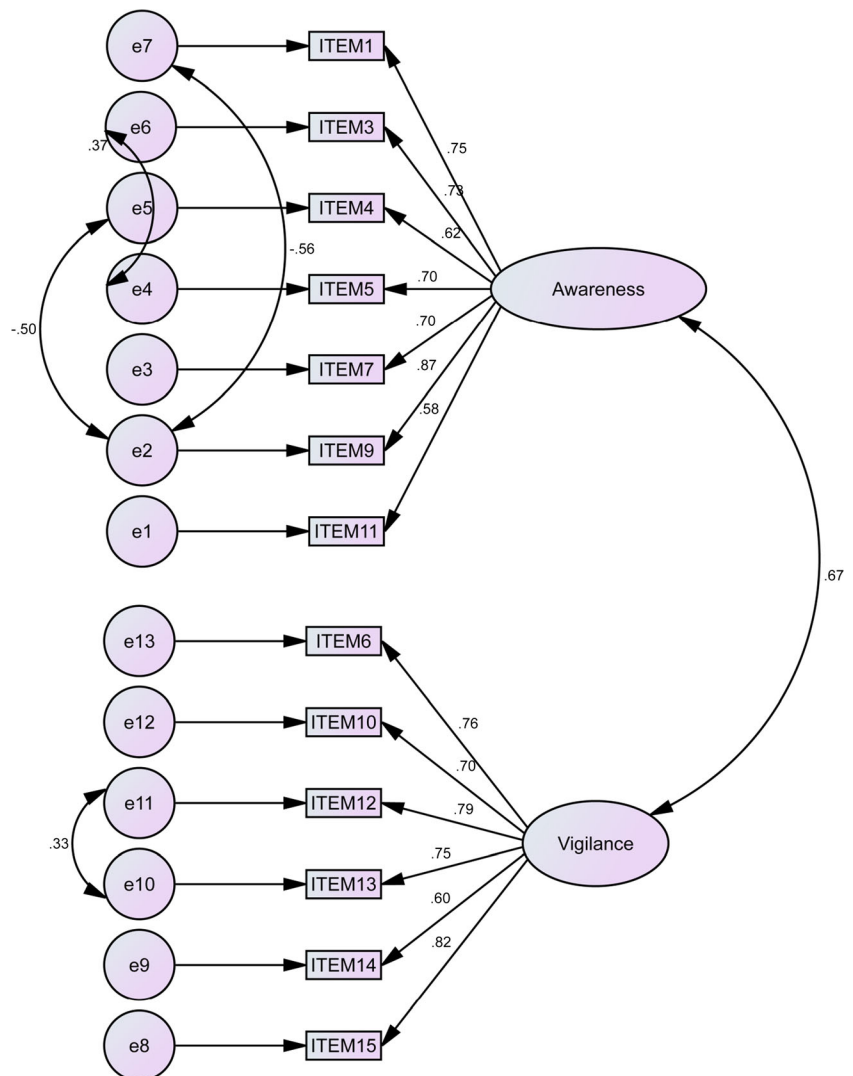 e7
ITEM1
e6
ITEM3
.37
.75
.73
e5
ITEM4
.62
-.56
e4
ITEM5
.70
Awareness
-.50
.70
e3
ITEM7
.87
.58
e2
ITEM9
e1
ITEM11
.67
e13
ITEM6
e12
ITEM10
.76
.70
e11
ITEM12
.79
.33
Vigilance
.75
e10
ITEM13
.60
.82
e9
ITEM14
e8
ITEM15